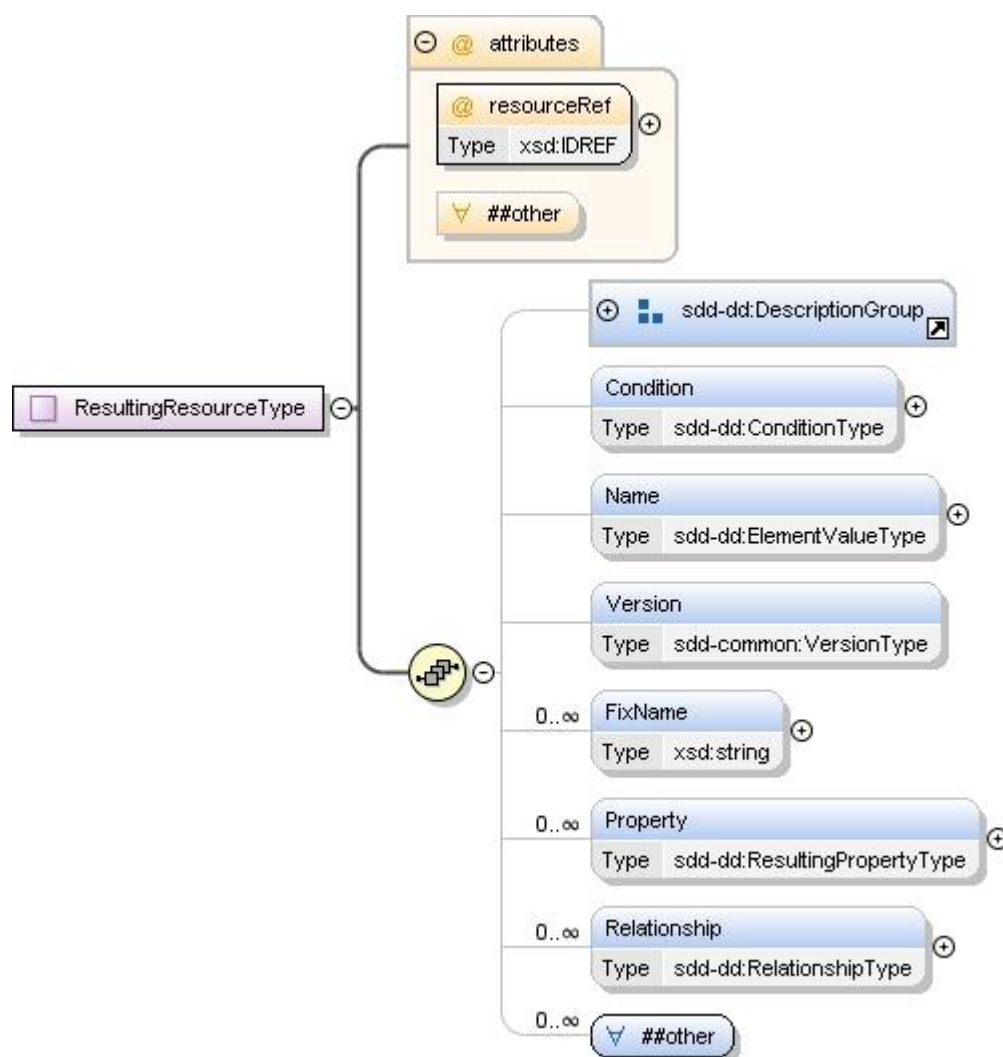 @ attributes
@ resourceRef
Type xsd:IDREF
∀ ##other
sdd-dd:DescriptionGroup
Condition
Type sdd-dd:ConditionType
ResultingResourceType
Name
Type sdd-dd:ElementValueType
Version
Type sdd-common:VersionType
0..∞ FixName
Type xsd:string
0..∞ Property
Type sdd-dd:ResultingPropertyType
0..∞ Relationship
Type sdd-dd:RelationshipType
0..∞ ∀ ##other